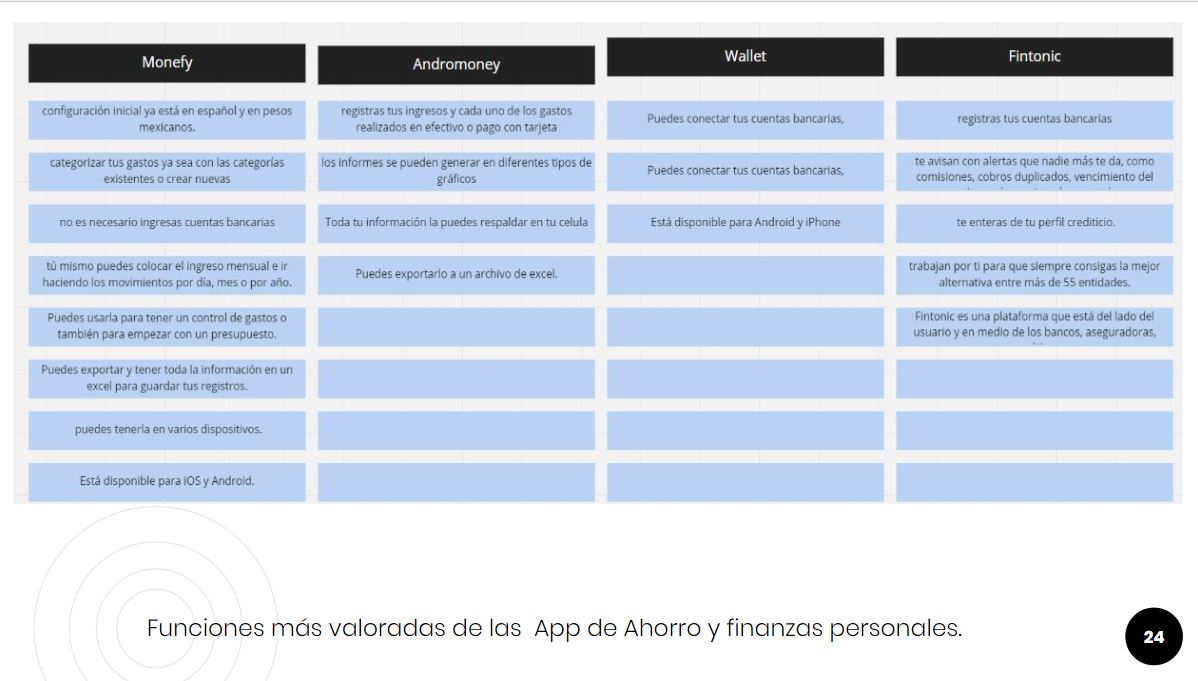 Monefy
configuración inicial ya está en español y en pesos
mexicanos.
categorizar tus gastos ya sea con las categorías
existentes o crear nuevas
no es necesario ingresas cuentas bancarias
tú mismo puedes colocar el ingreso mensual e ir
haciendo los movimientos por día, mes o por año.
Puedes usarla para tener un control de gastos o
también para empezar con un presupuesto.
Puedes exportar y tener toda la información en un
excel para guardar tus registros.
puedes tenerla en varios dispositivos.
Está disponible para iOS y Android.
Andromoney
registras tus ingresos y cada uno de los gastos
realizados en efectivo o pago con tarjeta
los informes se pueden generar en diferentes tipos de
gráficos
Toda tu información la puedes respaldar en tu celula
Puedes exportarlo a un archivo de excel.
Wallet
Puedes conectar tus cuentas bancarias,
Puedes conectar tus cuentas bancarias,
Está disponible para Android y iPhone
Fintonic
registras tus cuentas bancarias
te avisan con alertas que nadie más te da, como
comisiones, cobros duplicados, vencimiento del
te enteras de tu perfil crediticio.
trabajan por ti para que siempre consigas la mejor
alternativa entre más de 55 entidades.
Fintonic es una plataforma que está del lado del
usuario y en medio de los bancos, aseguradoras,
Funciones más valoradas de las App de Ahorro y finanzas personales.
24